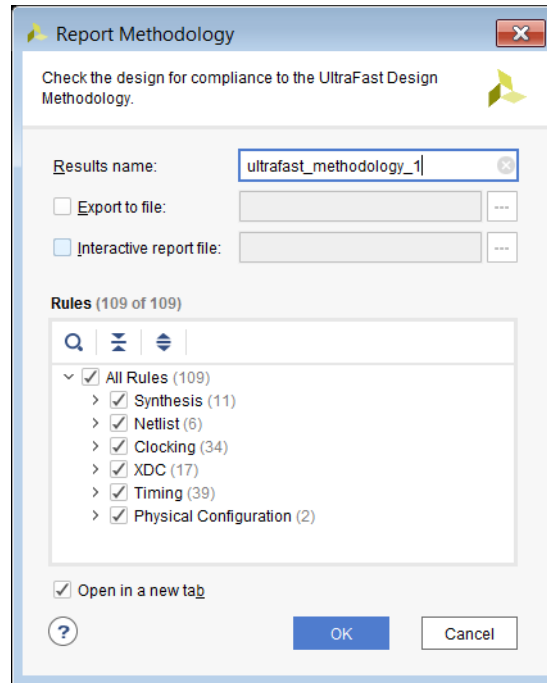 Report Methodology
Check the design for compliance to the UltraFast Design
Methodology.
Results name: ultrafast_methodology_1
Export to file: ...
Interactive report file: ...
Rules (109 of 109)
All Rules (109)
Synthesis (11)
Netlist (6)
Clocking (34)
XDC (17)
Timing (39)
Physical Configuration (2)
Open in a new tab
? OK Cancel